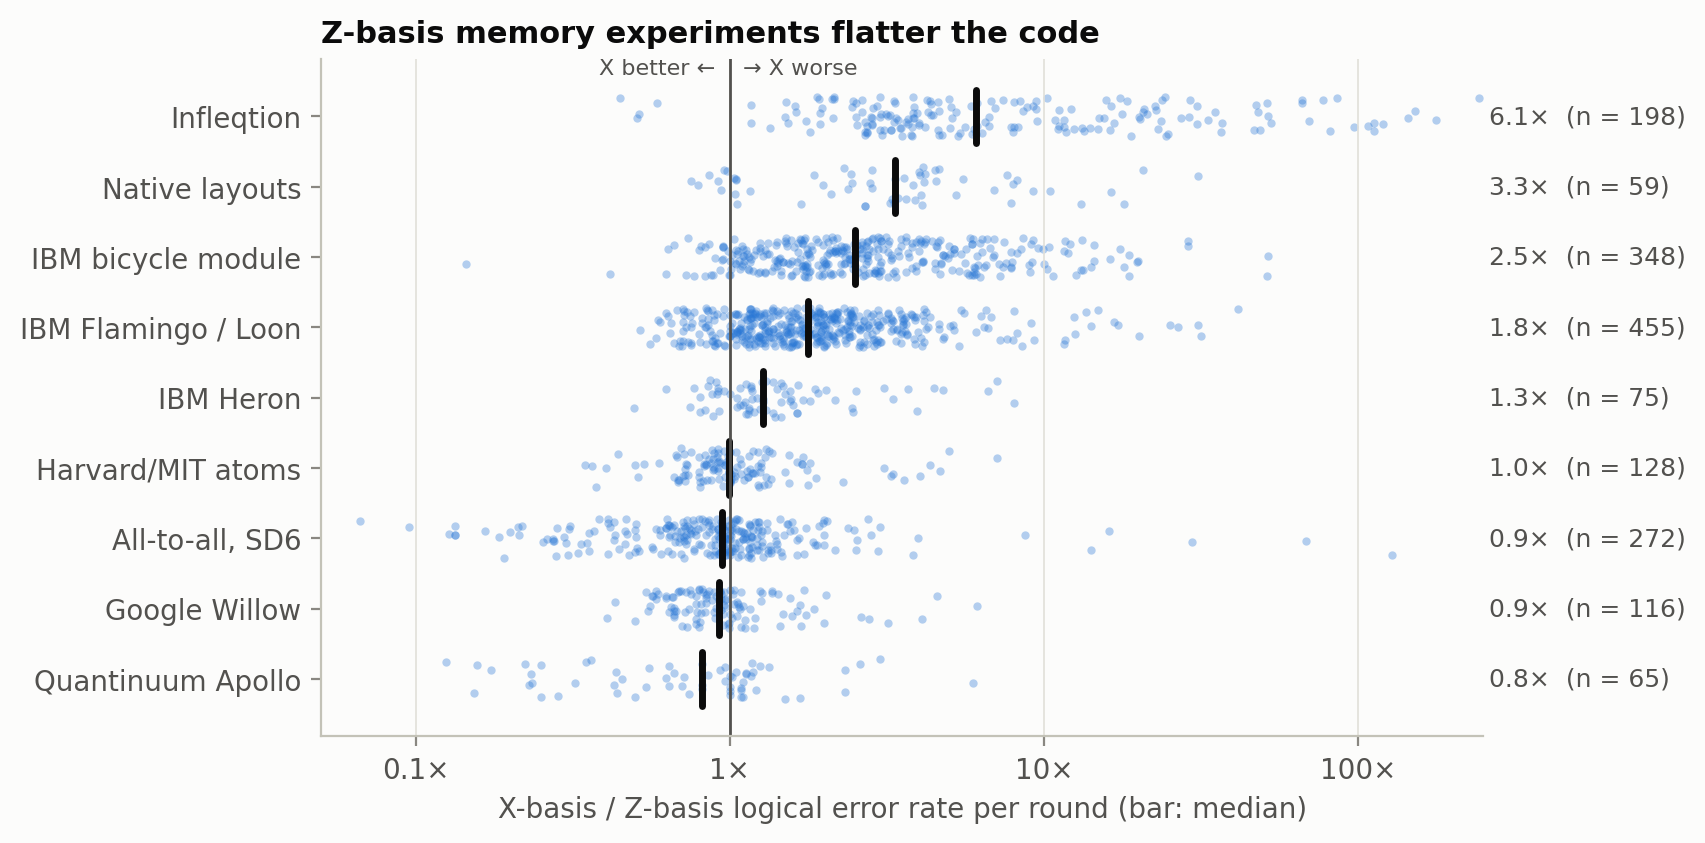 Z-basis memory experiments flatter the code
X better ← → X worse
Infleqtion 6.1× (n = 198)
Native layouts 3.3× (n = 59)
IBM bicycle module 2.5× (n = 348)
IBM Flamingo / Loon 1.8× (n = 455)
IBM Heron 1.3× (n = 75)
Harvard/MIT atoms 1.0× (n = 128)
All-to-all, SD6 0.9× (n = 272)
Google Willow 0.9× (n = 116)
Quantinuum Apollo 0.8× (n = 65)
0.1× 1× 10× 100×
X-basis / Z-basis logical error rate per round (bar: median)